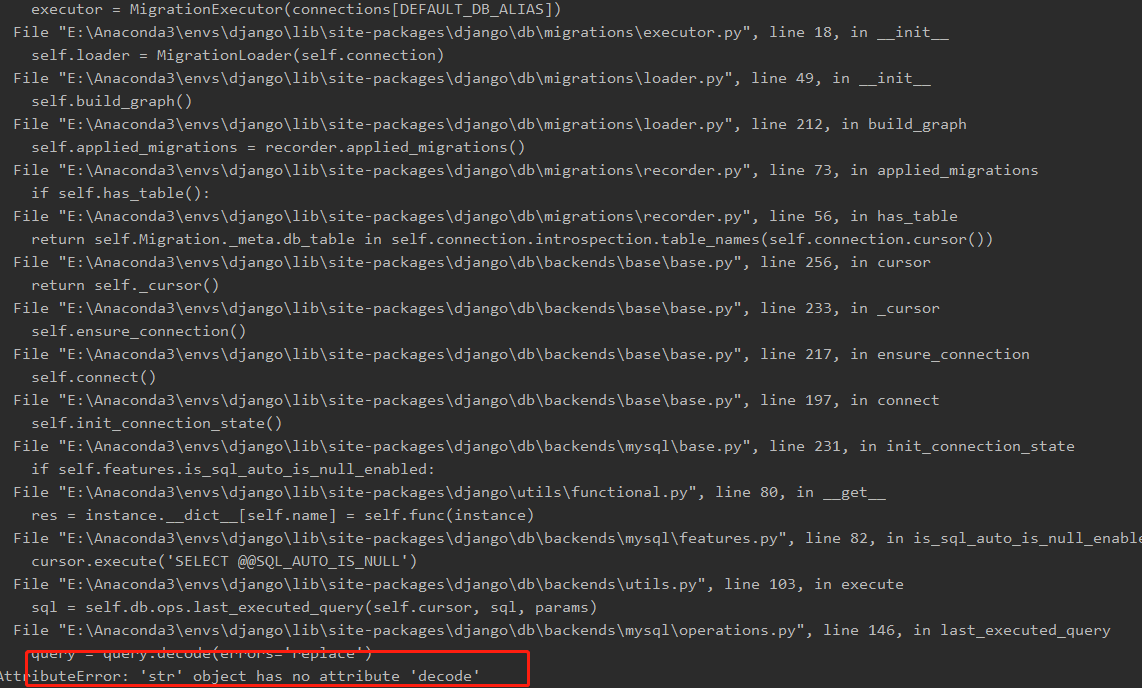 executor = MigrationExecutor(connections[DEFAULT_DB_ALIAS])
File "E:\Anaconda3\envs\django\lib\site-packages\django\db\migrations\executor.py", line 18, in __init__
self.loader = MigrationLoader(self.connection)
File "E:\Anaconda3\envs\django\lib\site-packages\django\db\migrations\loader.py", line 49, in __init__
self.build_graph()
File "E:\Anaconda3\envs\django\lib\site-packages\django\db\migrations\loader.py", line 212, in build_graph
self.applied_migrations = recorder.applied_migrations()
File "E:\Anaconda3\envs\django\lib\site-packages\django\db\migrations\recorder.py", line 73, in applied_migrations
if self.has_table():
File "E:\Anaconda3\envs\django\lib\site-packages\django\db\migrations\recorder.py", line 56, in has_table
return self.Migration._meta.db_table in self.connection.introspection.table_names(self.connection.cursor())
File "E:\Anaconda3\envs\django\lib\site-packages\django\db\backends\base\base.py", line 256, in cursor
return self._cursor()
File "E:\Anaconda3\envs\django\lib\site-packages\django\db\backends\base\base.py", line 233, in _cursor
self.ensure_connection()
File "E:\Anaconda3\envs\django\lib\site-packages\django\db\backends\base\base.py", line 217, in ensure_connection
self.connect()
File "E:\Anaconda3\envs\django\lib\site-packages\django\db\backends\base\base.py", line 197, in connect
self.init_connection_state()
File "E:\Anaconda3\envs\django\lib\site-packages\django\db\backends\mysql\base.py", line 231, in init_connection_state
if self.features.is_sql_auto_is_null_enabled:
File "E:\Anaconda3\envs\django\lib\site-packages\django\utils\functional.py", line 80, in __get__
res = instance.__dict__[self.name] = self.func(instance)
File "E:\Anaconda3\envs\django\lib\site-packages\django\db\backends\mysql\features.py", line 82, in is_sql_auto_is_null_enable
cursor.execute('SELECT @@SQL_AUTO_IS_NULL')
File "E:\Anaconda3\envs\django\lib\site-packages\django\db\backends\utils.py", line 103, in execute
sql = self.db.ops.last_executed_query(self.cursor, sql, params)
File "E:\Anaconda3\envs\django\lib\site-packages\django\db\backends\mysql\operations.py", line 146, in last_executed_query
query = query.decode(errors='replace')
AttributeError: 'str' object has no attribute 'decode'